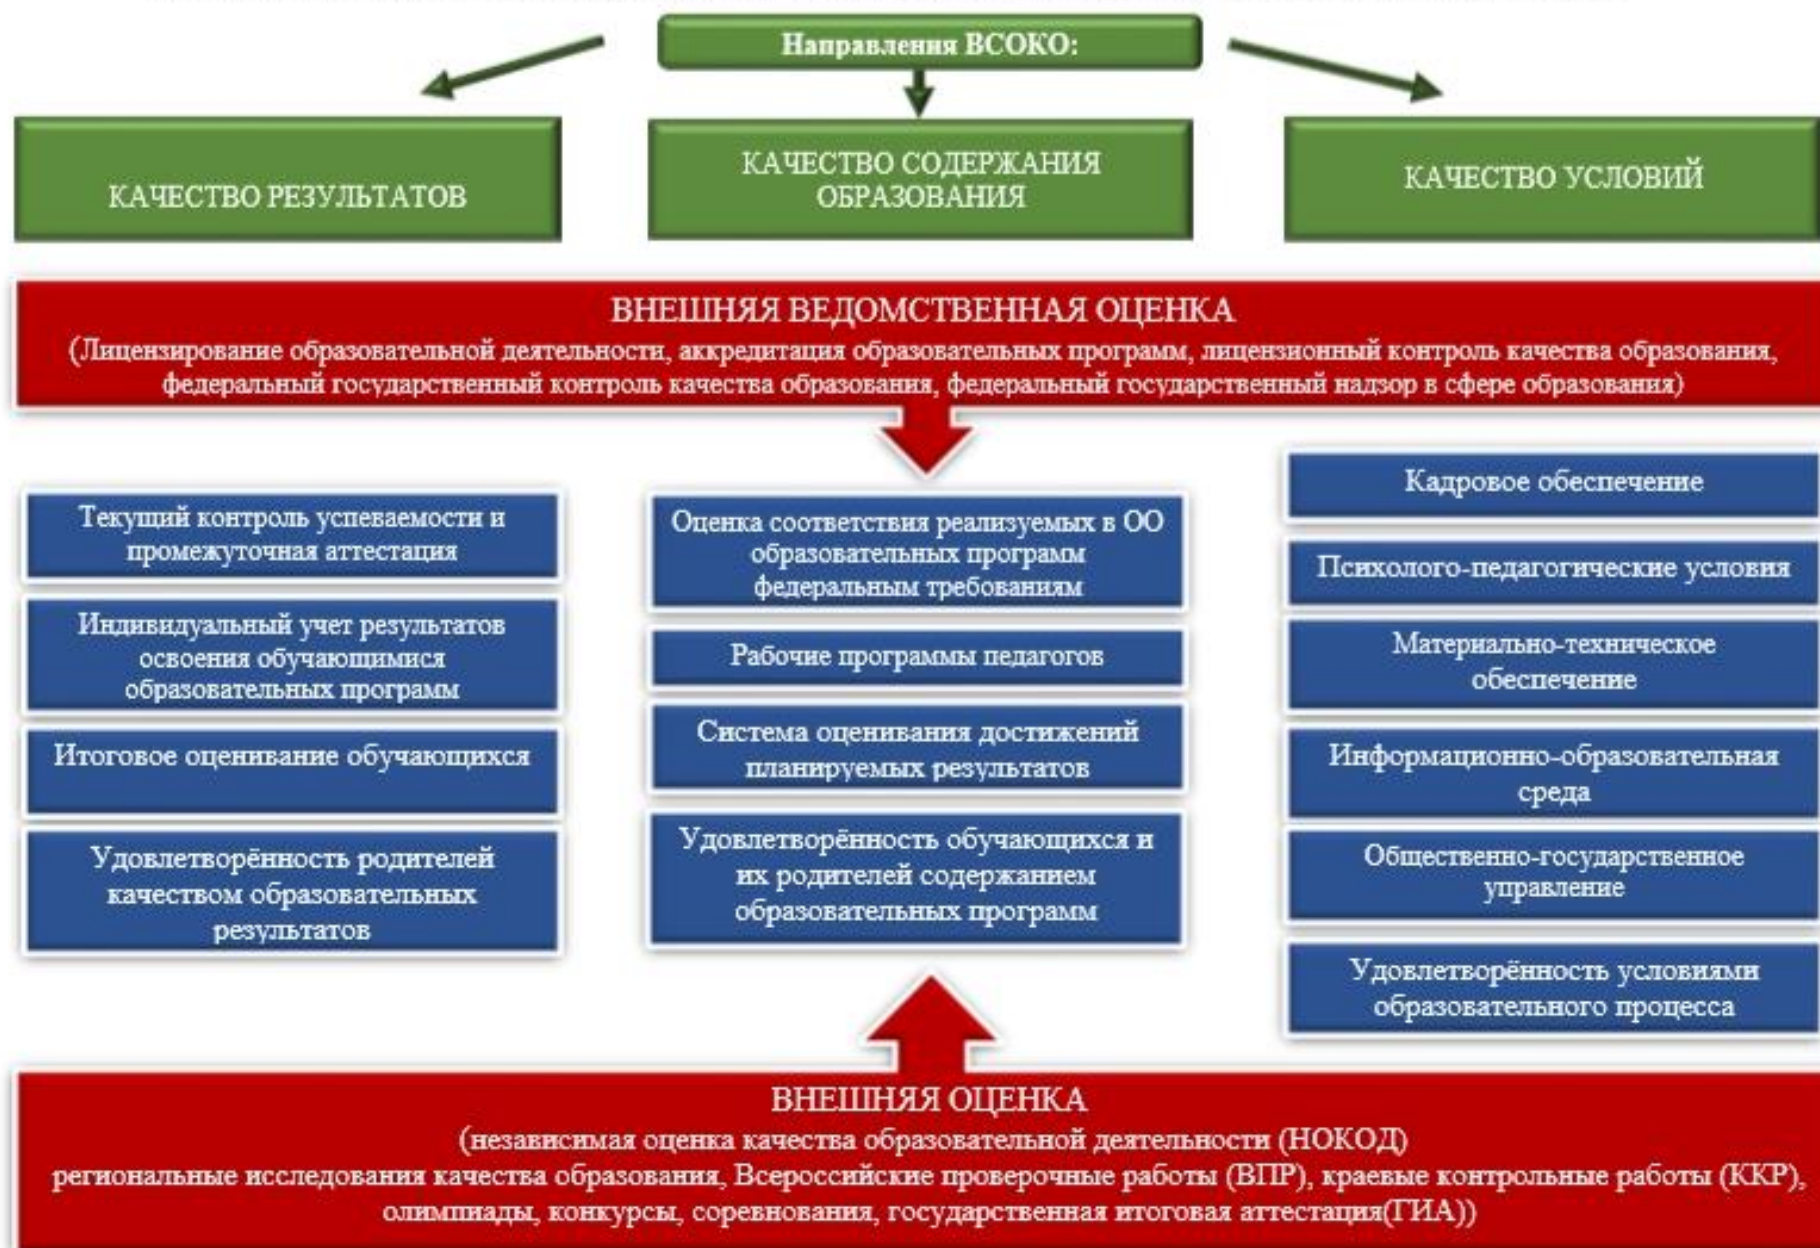 Направления ВСОКО:
КАЧЕСТВО РЕЗУЛЬТАТОВ
КАЧЕСТВО СОДЕРЖАНИЯ
ОБРАЗОВАНИЯ
КАЧЕСТВО УСЛОВИЙ
ВНЕШНЯЯ ВЕДОМСТВЕННАЯ ОЦЕНКА
(Лицензирование образовательной деятельности, аккредитация образовательных программ, лицензионный контроль качества образования,
федеральный государственный контроль качества образования, федеральный государственный надзор в сфере образования)
Текущий контроль успеваемости и
промежуточная аттестация
Индивидуальный учет результатов
освоения обучающимися
образовательных программ
Итоговое оценивание обучающихся
Удовлетворённость родителей
качеством образовательных
результатов
Оценка соответствия реализуемых в ОО
образовательных программ
федеральным требованиям
Рабочие программы педагогов
Система оценивания достижений
планируемых результатов
Удовлетворённость обучающихся и
их родителей содержанием
образовательных программ
Кадровое обеспечение
Психолого-педагогические условия
Материально-техническое
обеспечение
Информационно-образовательная
среда
Общественно-государственное
управление
Удовлетворённость условиями
образовательного процесса
ВНЕШНЯЯ ОЦЕНКА
(независимая оценка качества образовательной деятельности (НОКОД)
региональные исследования качества образования, Всероссийские проверочные работы (ВПР), краевые контрольные работы (ККР),
олимпиады, конкурсы, соревнования, государственная итоговая аттестация(ГИА))